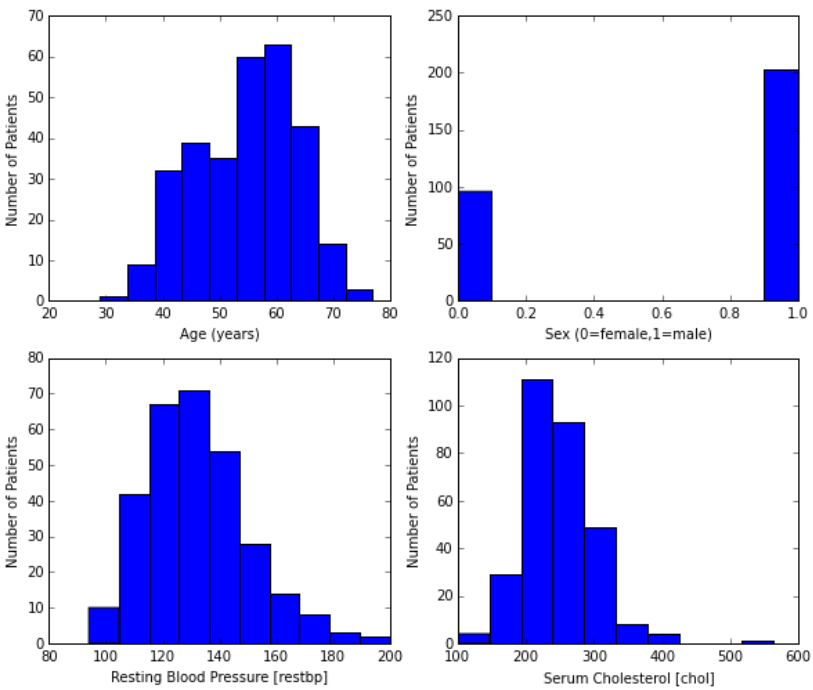 70
60
50
40
30
20
10
0
Number of Patients
20 30 40 50 60 70 80
Age (years)
250
200
150
100
50
0
Number of Patients
0.0 0.2 0.4 0.6 0.8 1.0
Sex (0=female,1=male)
80
70
60
50
40
30
20
10
0
Number of Patients
80 100 120 140 160 180 200
Resting Blood Pressure [restbp]
120
100
80
60
40
20
0
Number of Patients
100 200 300 400 500 600
Serum Cholesterol [chol]